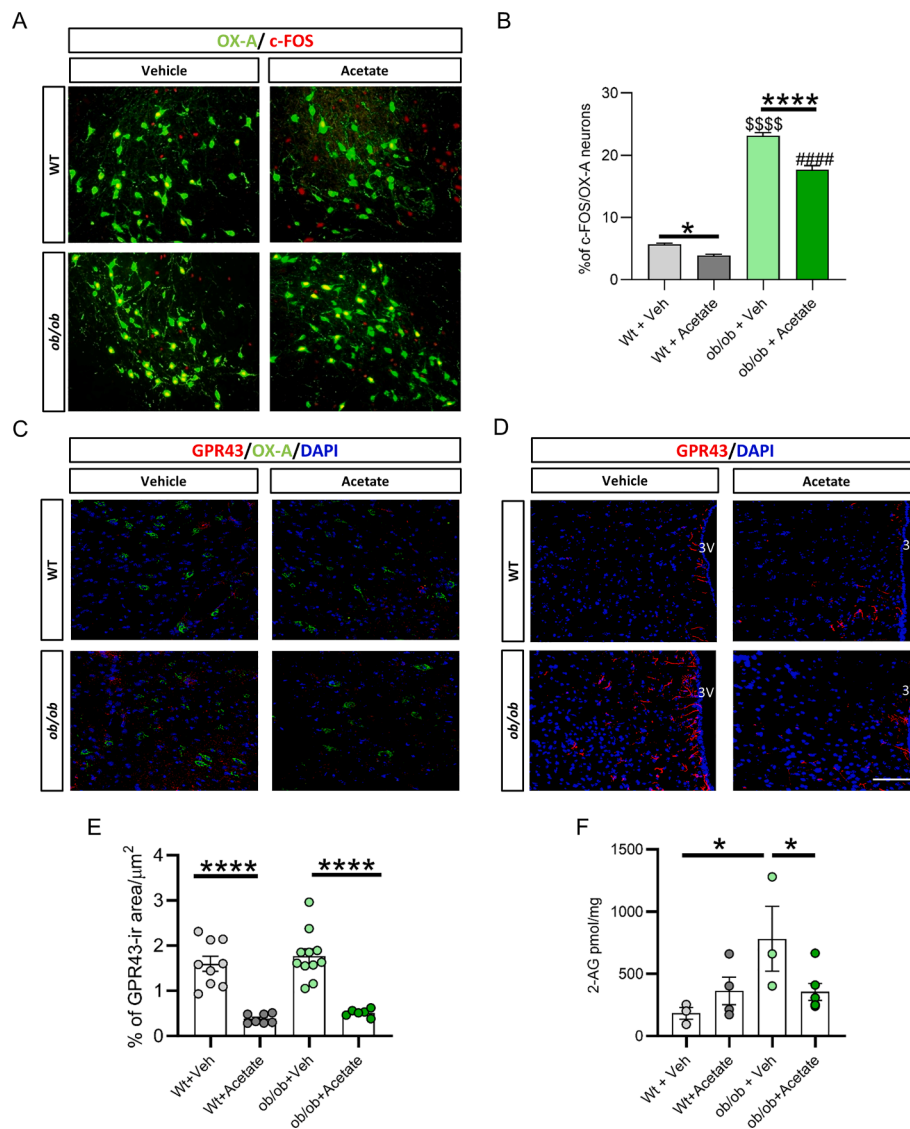 A
OX-A/ c-FOS
Vehicle
Acetate
WT
ob/ob
B
%of c-FOS/OX-A neurons
30
20
10
0
*
$$$$
****
####
Wt + Veh
Wt + Acetate
ob/ob + Veh
ob/ob + Acetate
C
GPR43/OX-A/DAPI
Vehicle
Acetate
WT
ob/ob
D
GPR43/DAPI
Vehicle
Acetate
WT
3V
3
ob/ob
3V
3
E
% of GPR43-ir area/μm²
4
3
2
1
0
****
****
Wt+Veh
Wt+Acetate
ob/ob+Veh
ob/ob+Acetate
F
2-AG pmol/mg
1500
1000
500
0
*
*
Wt + Veh
Wt+Acetate
ob/ob + Veh
ob/ob+Acetate